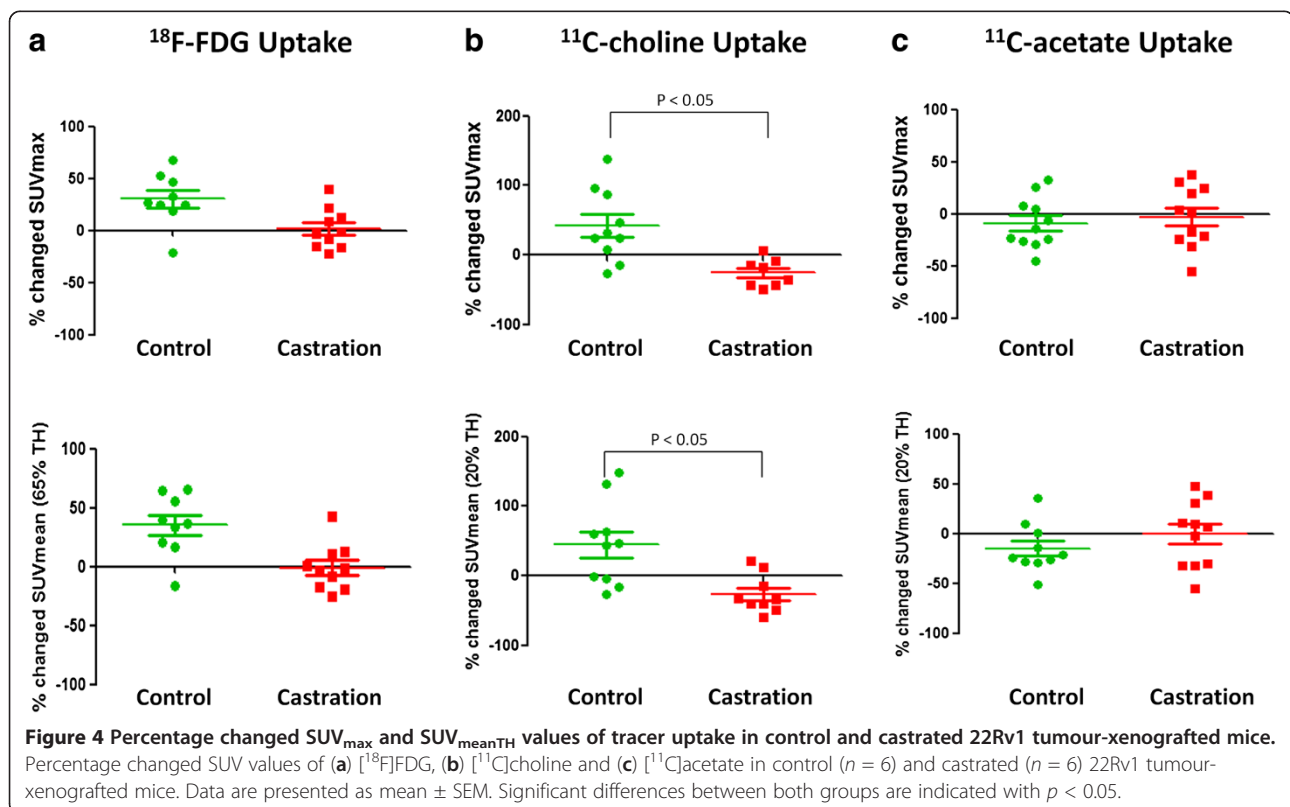 a ¹⁸F-FDG Uptake b ¹¹C-choline Uptake c ¹¹C-acetate Uptake
% changed SUVmax
100
50
0
-50
-100
Control Castration
% changed SUVmax
P < 0.05
200
100
0
-100
Control Castration
% changed SUVmax
100
50
0
-50
-100
Control Castration
% changed SUVmean (65% TH)
100
50
0
-50
-100
Control Castration
% changed SUVmean (20% TH)
P < 0.05
200
100
0
-100
Control Castration
% changed SUVmean (20% TH)
100
50
0
-50
-100
Control Castration
Figure 4 Percentage changed SUVmax and SUVmeanTH values of tracer uptake in control and castrated 22Rv1 tumour-xenografted mice.
Percentage changed SUV values of (a) [¹⁸F]FDG, (b) [¹¹C]choline and (c) [¹¹C]acetate in control (n = 6) and castrated (n = 6) 22Rv1 tumour-
xenografted mice. Data are presented as mean ± SEM. Significant differences between both groups are indicated with p < 0.05.